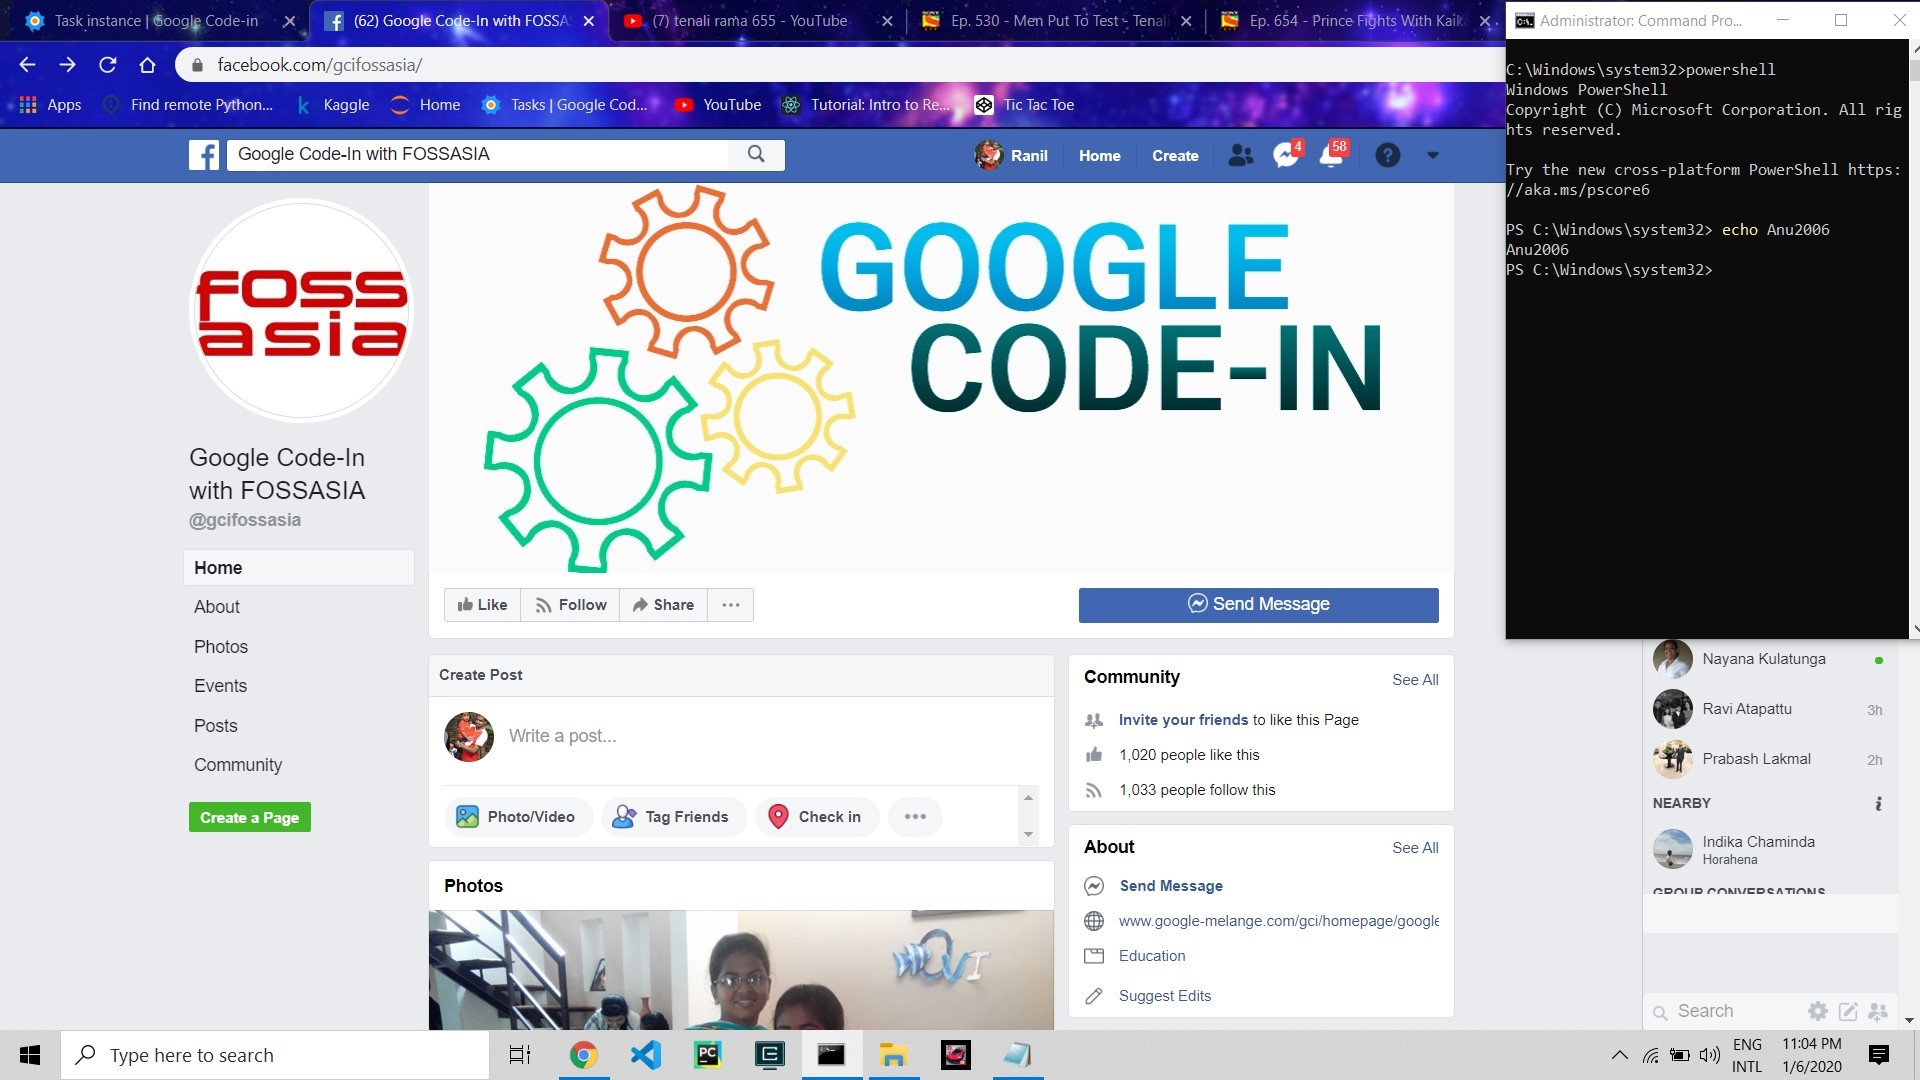 Task instance | Google Code-in
(62) Google Code-In with FOSSAS
(7) tenali rama 655 - YouTube
Ep. 530 - Men Put To Test - Tenali
Ep. 654 - Prince Fights With Kaika
facebook.com/gcifossasia/
Apps
Find remote Python...
Kaggle
Home
Tasks | Google Cod...
YouTube
Tutorial: Intro to Re...
Tic Tac Toe
Google Code-In with FOSSASIA
Ranil
Home
Create
4
58
FOSS
asia
GOOGLE
CODE-IN
Google Code-In
with FOSSASIA
@gcifossasia
Home
About
Photos
Events
Posts
Community
Create a Page
Like
Follow
Share
Send Message
Create Post
Write a post...
Photo/Video
Tag Friends
Check in
Photos
Community
See All
Invite your friends to like this Page
1,020 people like this
1,033 people follow this
About
See All
Send Message
www.google-melange.com/gci/homepage/google
Education
Suggest Edits
Administrator: Command Pro...
C:\Windows\system32>powershell
Windows PowerShell
Copyright (C) Microsoft Corporation. All rig
hts reserved.
Try the new cross-platform PowerShell https:
//aka.ms/pscore6
PS C:\Windows\system32> echo Anu2006
Anu2006
PS C:\Windows\system32>
Nayana Kulatunga
Ravi Atapattu
3h
Prabash Lakmal
2h
NEARBY
Indika Chaminda
Horahena
GROUP CONVERSATIONS
Search
Type here to search
PC
ENG
INTL
11:04 PM
1/6/2020